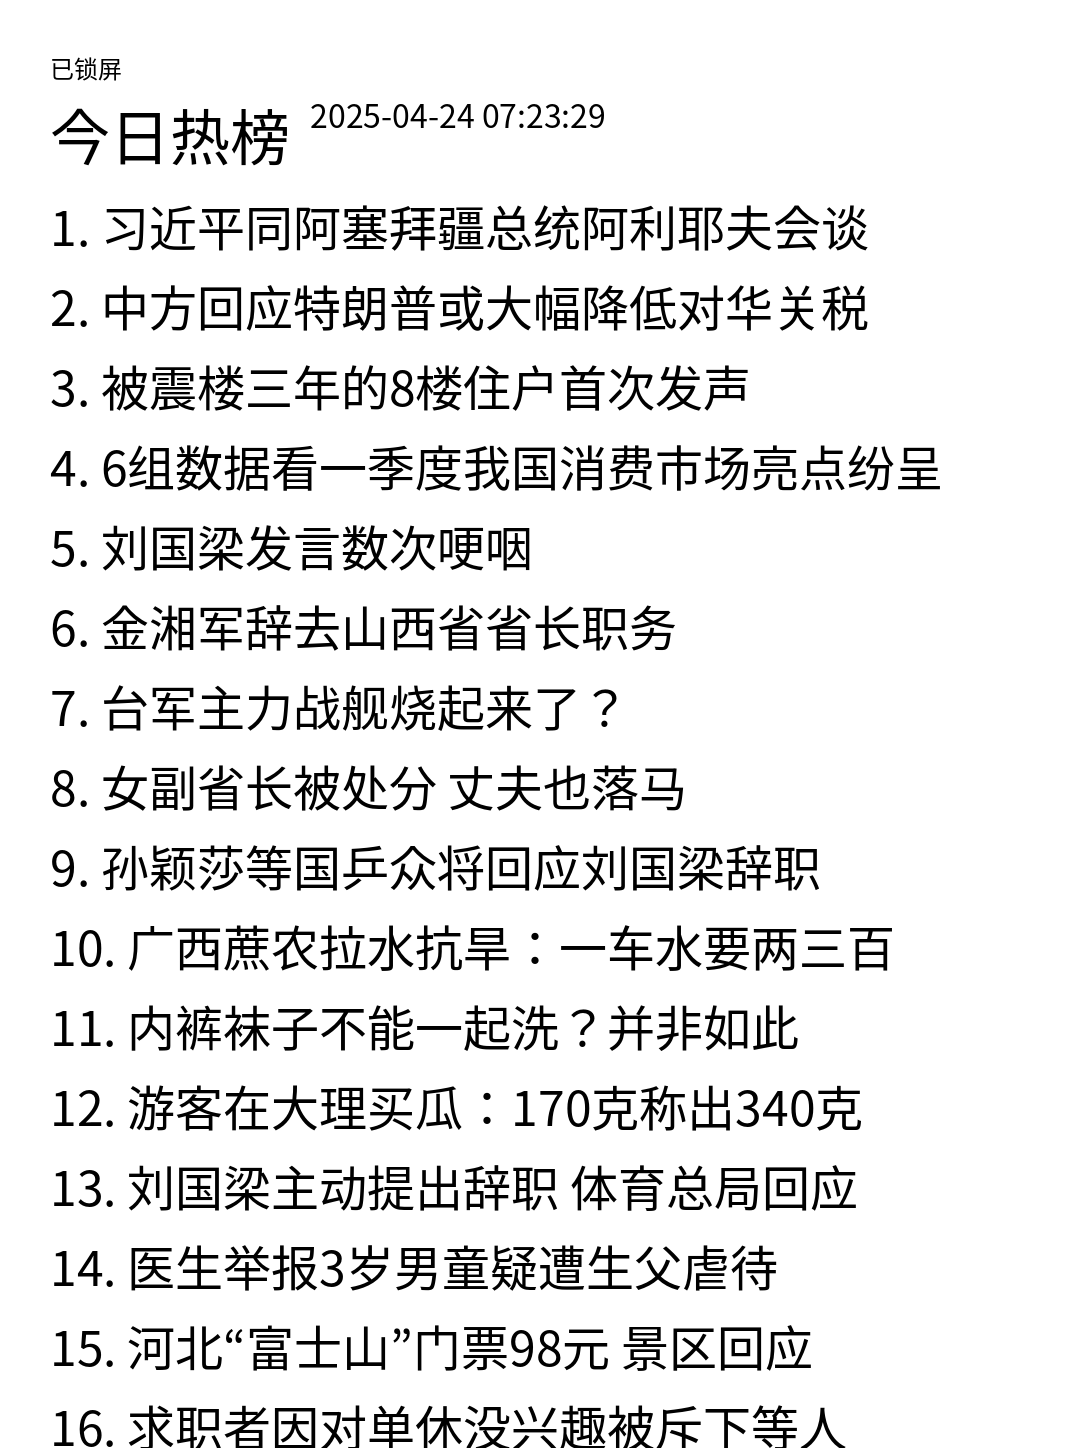 已锁屏
今日热榜 2025-04-24 07:23:29
1. 习近平同阿塞拜疆总统阿利耶夫会谈
2. 中方回应特朗普或大幅降低对华关税
3. 被震楼三年的8楼住户首次发声
4. 6组数据看一季度我国消费市场亮点纷呈
5. 刘国梁发言数次哽咽
6. 金湘军辞去山西省省长职务
7. 台军主力战舰烧起来了？
8. 女副省长被处分 丈夫也落马
9. 孙颖莎等国乒众将回应刘国梁辞职
10. 广西蔗农拉水抗旱：一车水要两三百
11. 内裤袜子不能一起洗？并非如此
12. 游客在大理买瓜：170克称出340克
13. 刘国梁主动提出辞职 体育总局回应
14. 医生举报3岁男童疑遭生父虐待
15. 河北“富士山”门票98元 景区回应
16. 求职者因对单休没兴趣被斥下等人